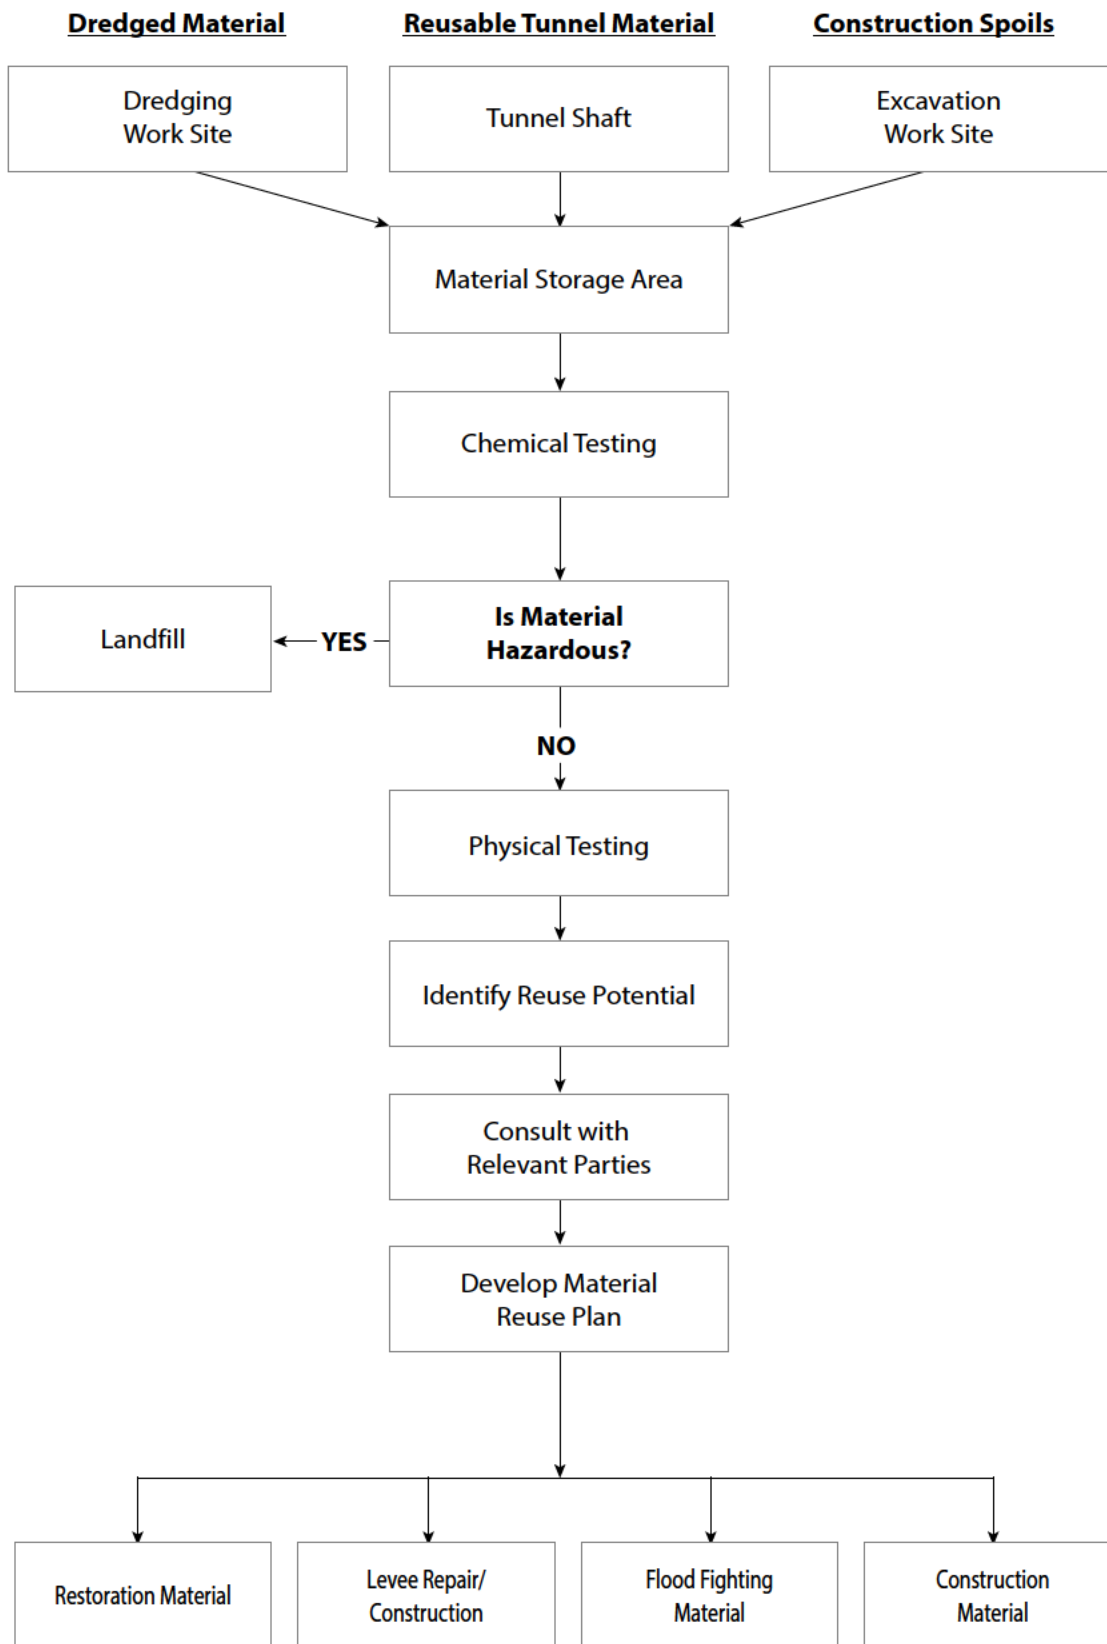 Dredged Material
Reusable Tunnel Material
Construction Spoils
Dredging
Work Site
Tunnel Shaft
Excavation
Work Site
Material Storage Area
Chemical Testing
Is Material
Hazardous?
YES
Landfill
NO
Physical Testing
Identify Reuse Potential
Consult with
Relevant Parties
Develop Material
Reuse Plan
Restoration Material
Levee Repair/
Construction
Flood Fighting
Material
Construction
Material